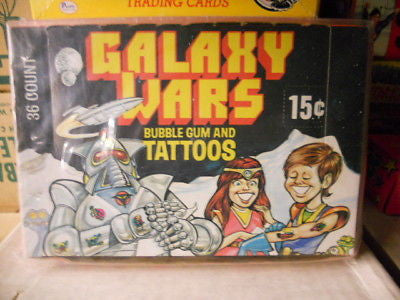 TRADING CARDS
36 COUNT
GALAXY
WARS
15¢
BUBBLE GUM AND
TATTOOS